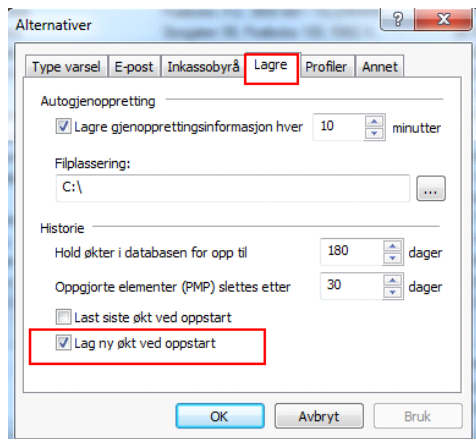 Alternativer
Type varsel E-post Inkassobyrå Lagre Profiler Annet
Autogjenoppretting
Lagre gjenopprettingsinformasjon hver 10 minutter
Filplassering:
C:\ ...
Historie
Hold økter i databasen for opp til 180 dager
Oppgjorte elementer (PMP) slettes etter 30 dager
Last siste økt ved oppstart
Lag ny økt ved oppstart
OK Avbryt Bruk